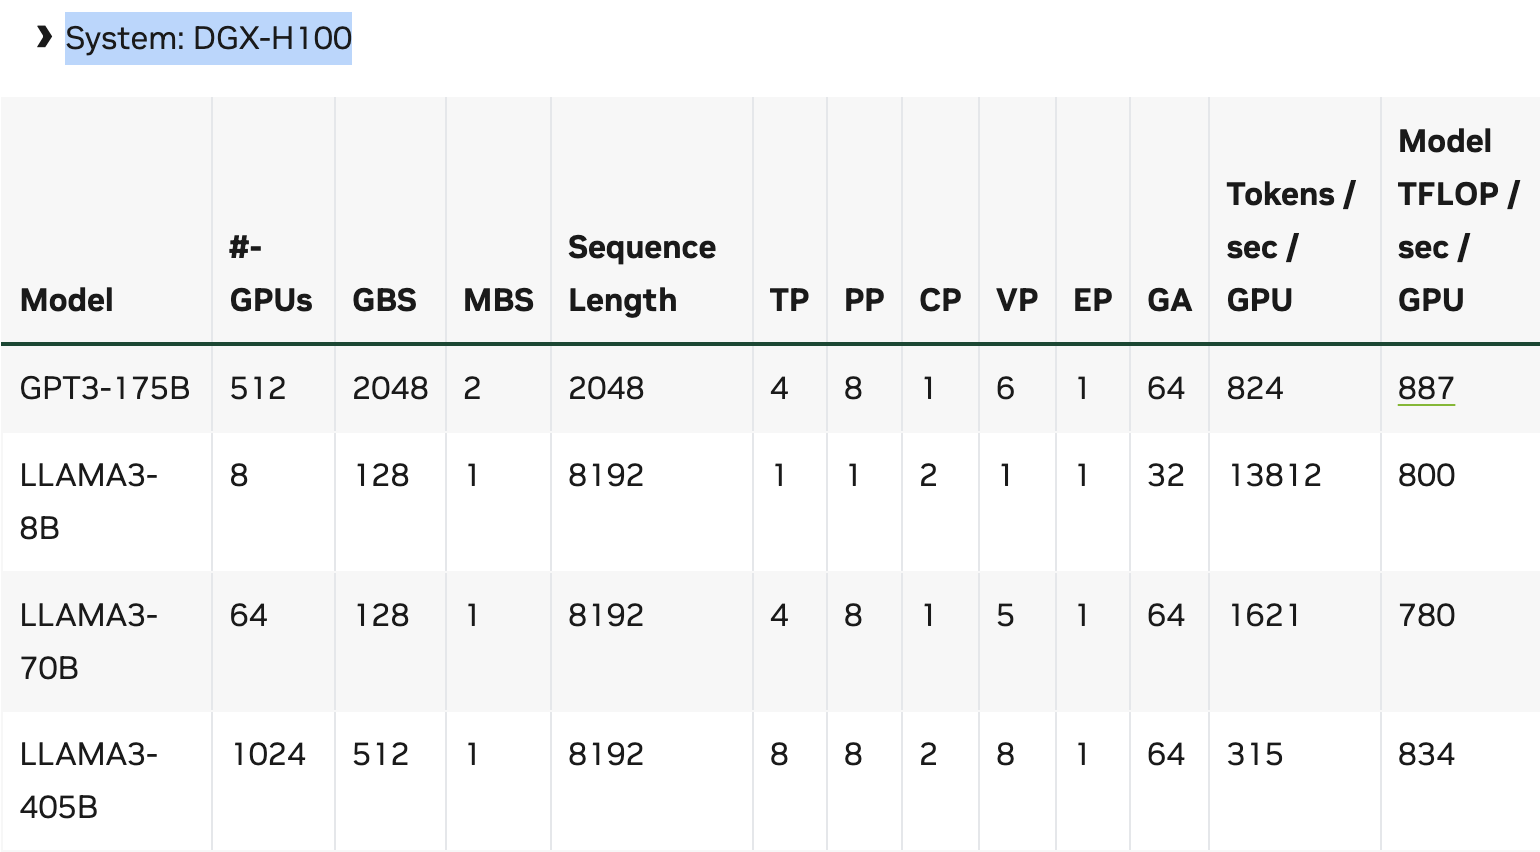 ❯ System: DGX-H100
Model #-GPUs GBS MBS Sequence Length TP PP CP VP EP GA Tokens / sec / GPU Model TFLOP / sec / GPU
GPT3-175B 512 2048 2 2048 4 8 1 6 1 64 824 887
LLAMA3-8B 8 128 1 8192 1 1 2 1 1 32 13812 800
LLAMA3-70B 64 128 1 8192 4 8 1 5 1 64 1621 780
LLAMA3-405B 1024 512 1 8192 8 8 2 8 1 64 315 834